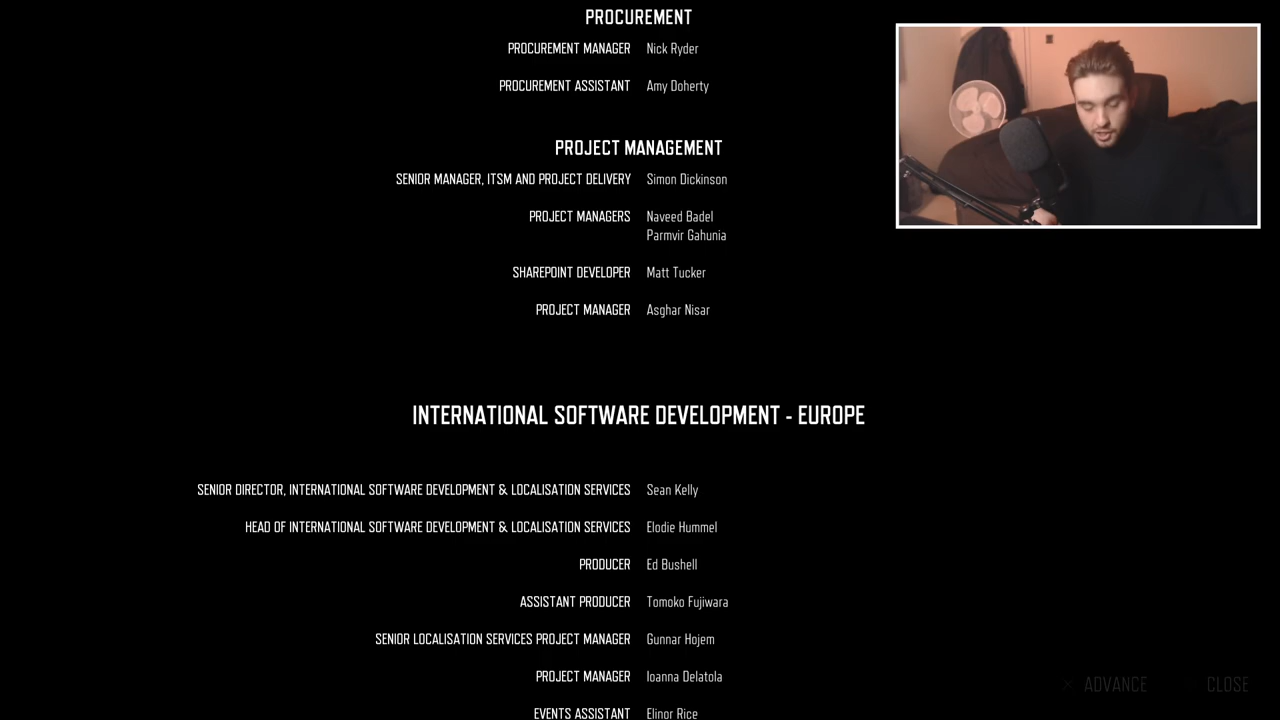 PROCUREMENT
PROCUREMENT MANAGER Nick Ryder
PROCUREMENT ASSISTANT Amy Doherty
PROJECT MANAGEMENT
SENIOR MANAGER, ITSM AND PROJECT DELIVERY Simon Dickinson
PROJECT MANAGERS Naveed Badel
Parmvir Gahunia
SHAREPOINT DEVELOPER Matt Tucker
PROJECT MANAGER Asghar Nisar
INTERNATIONAL SOFTWARE DEVELOPMENT - EUROPE
SENIOR DIRECTOR, INTERNATIONAL SOFTWARE DEVELOPMENT & LOCALISATION SERVICES Sean Kelly
HEAD OF INTERNATIONAL SOFTWARE DEVELOPMENT & LOCALISATION SERVICES Elodie Hummel
PRODUCER Ed Bushell
ASSISTANT PRODUCER Tomoko Fujiwara
SENIOR LOCALISATION SERVICES PROJECT MANAGER Gunnar Hojem
PROJECT MANAGER Ioanna Delatola
ADVANCE CLOSE
EVENTS ASSISTANT Elinor Rice